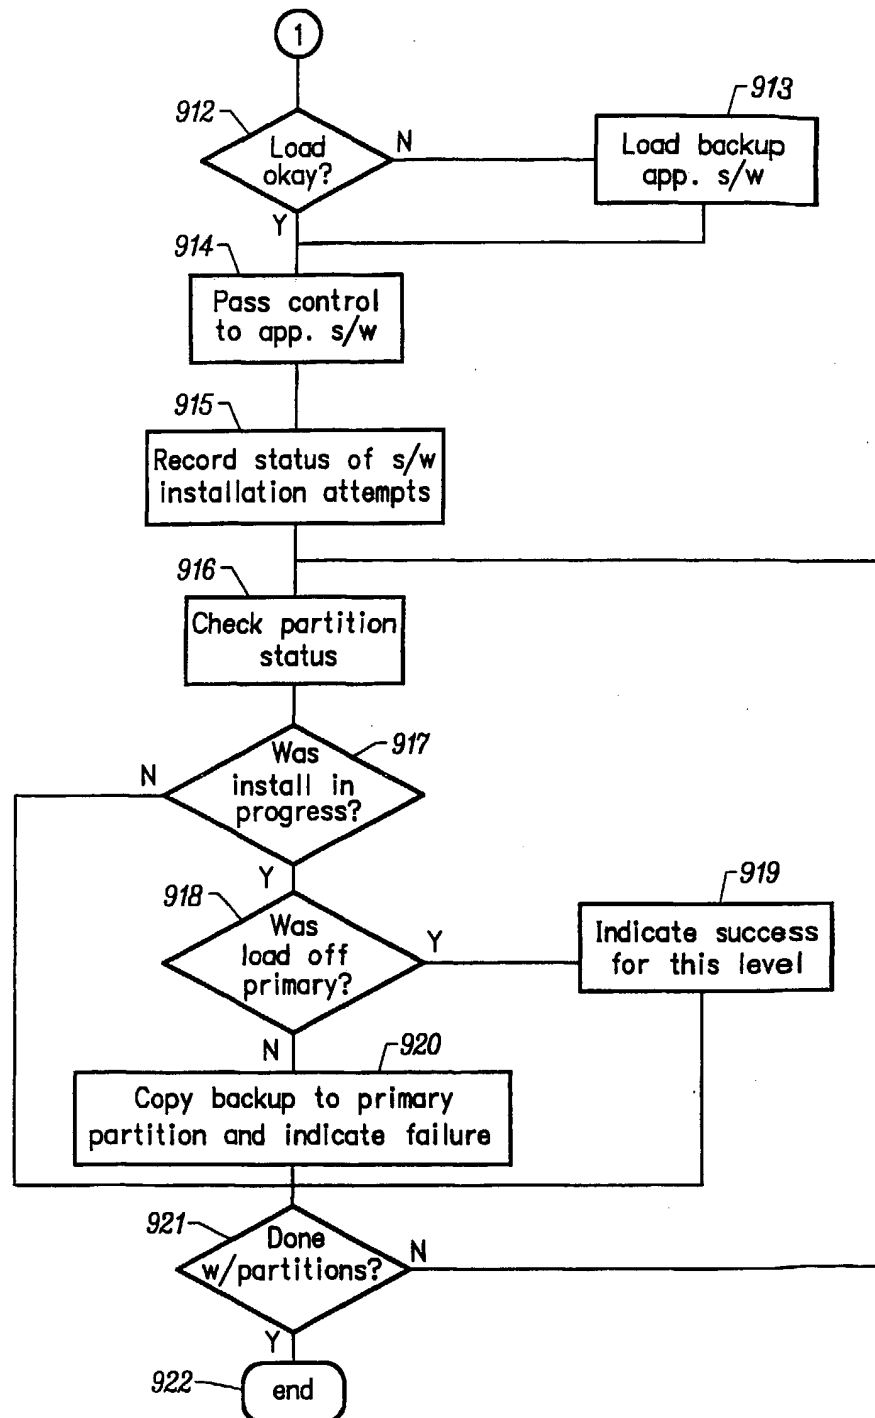 1
912
Load
okay?
N
Y
913
Load backup
app. s/w
914
Pass control
to app. s/w
915
Record status of s/w
installation attempts
916
Check partition
status
917
Was
install in
progress?
N
Y
918
Was
load off
primary?
Y
N
919
Indicate success
for this level
920
Copy backup to primary
partition and indicate failure
921
Done
w/partitions?
N
Y
922
end